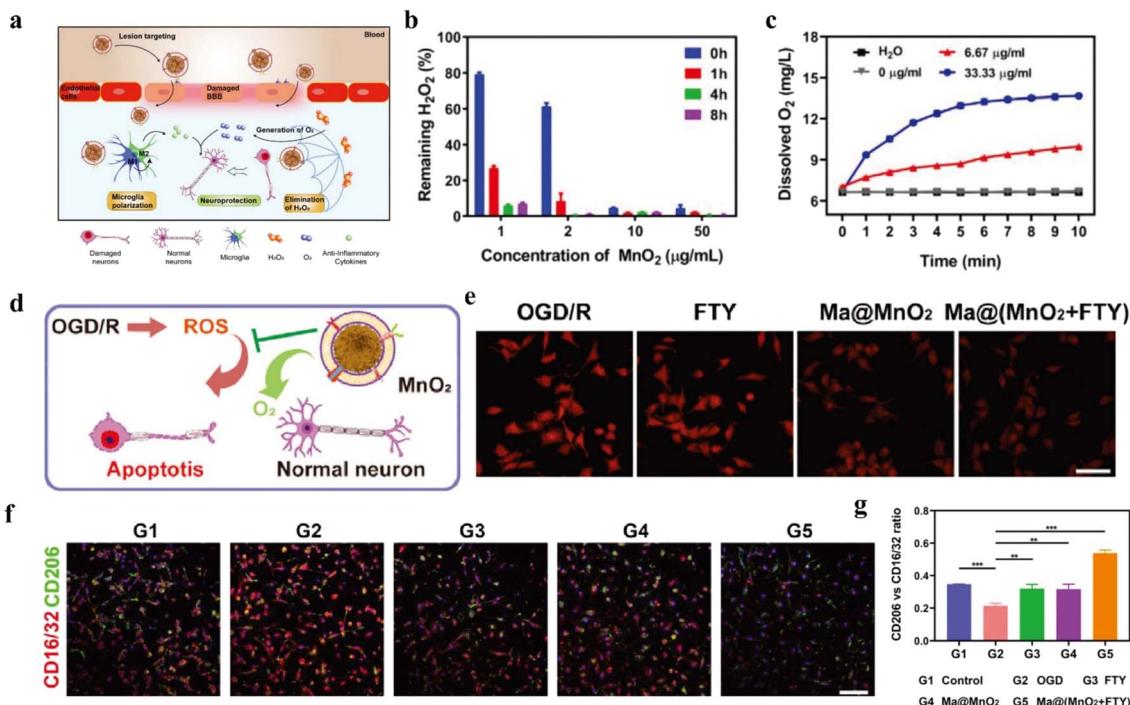 a
Blood
Lesion targeting
Endothelial
cells
Damaged
BBB
Generation of O₂
M1
M2
Microglia
polarization
Neuroprotection
Elimination
of H₂O₂
Damaged
neurons
Normal
neurons
Microglia
H₂O₂
O₂
Anti-Inflammatory
Cytokines
b
Remaining H₂O₂ (%)
80
60
40
20
0
0h
1h
4h
8h
1 2 10 50
Concentration of MnO₂ (μg/mL)
c
Dissolved O₂ (mg/L)
H₂O
0 μg/ml
6.67 μg/ml
33.33 μg/ml
16
14
12
10
8
6
0 1 2 3 4 5 6 7 8 9 10
Time (min)
d
OGD/R
ROS
MnO₂
O₂
Apoptotis
Normal neuron
e
OGD/R FTY Ma@MnO₂ Ma@(MnO₂+FTY)
f
CD16/32 CD206
G1 G2 G3 G4 G5
g
CD206 vs CD16/32 ratio
0.8
0.6
0.4
0.2
0.0
***
**
**
***
G1 G2 G3 G4 G5
G1 Control G2 OGD G3 FTY
G4 Ma@MnO₂ G5 Ma@(MnO₂+FTY)